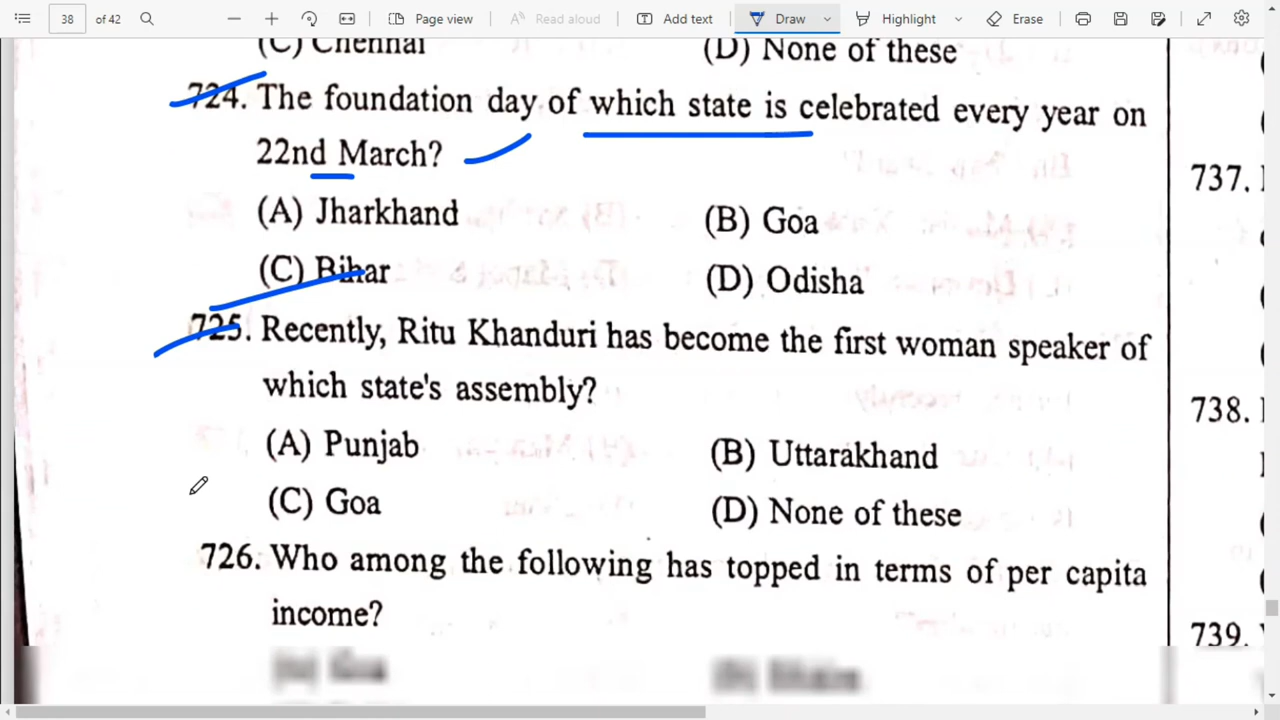 38 of 42 Page view Read aloud Add text Draw Highlight Erase
(C) Chennai (D) None of these
724. The foundation day of which state is celebrated every year on
22nd March?
(A) Jharkhand (B) Goa
(C) Bihar (D) Odisha
725. Recently, Ritu Khanduri has become the first woman speaker of
which state's assembly?
(A) Punjab (B) Uttarakhand
(C) Goa (D) None of these
726. Who among the following has topped in terms of per capita
income?
737.
738.
739.